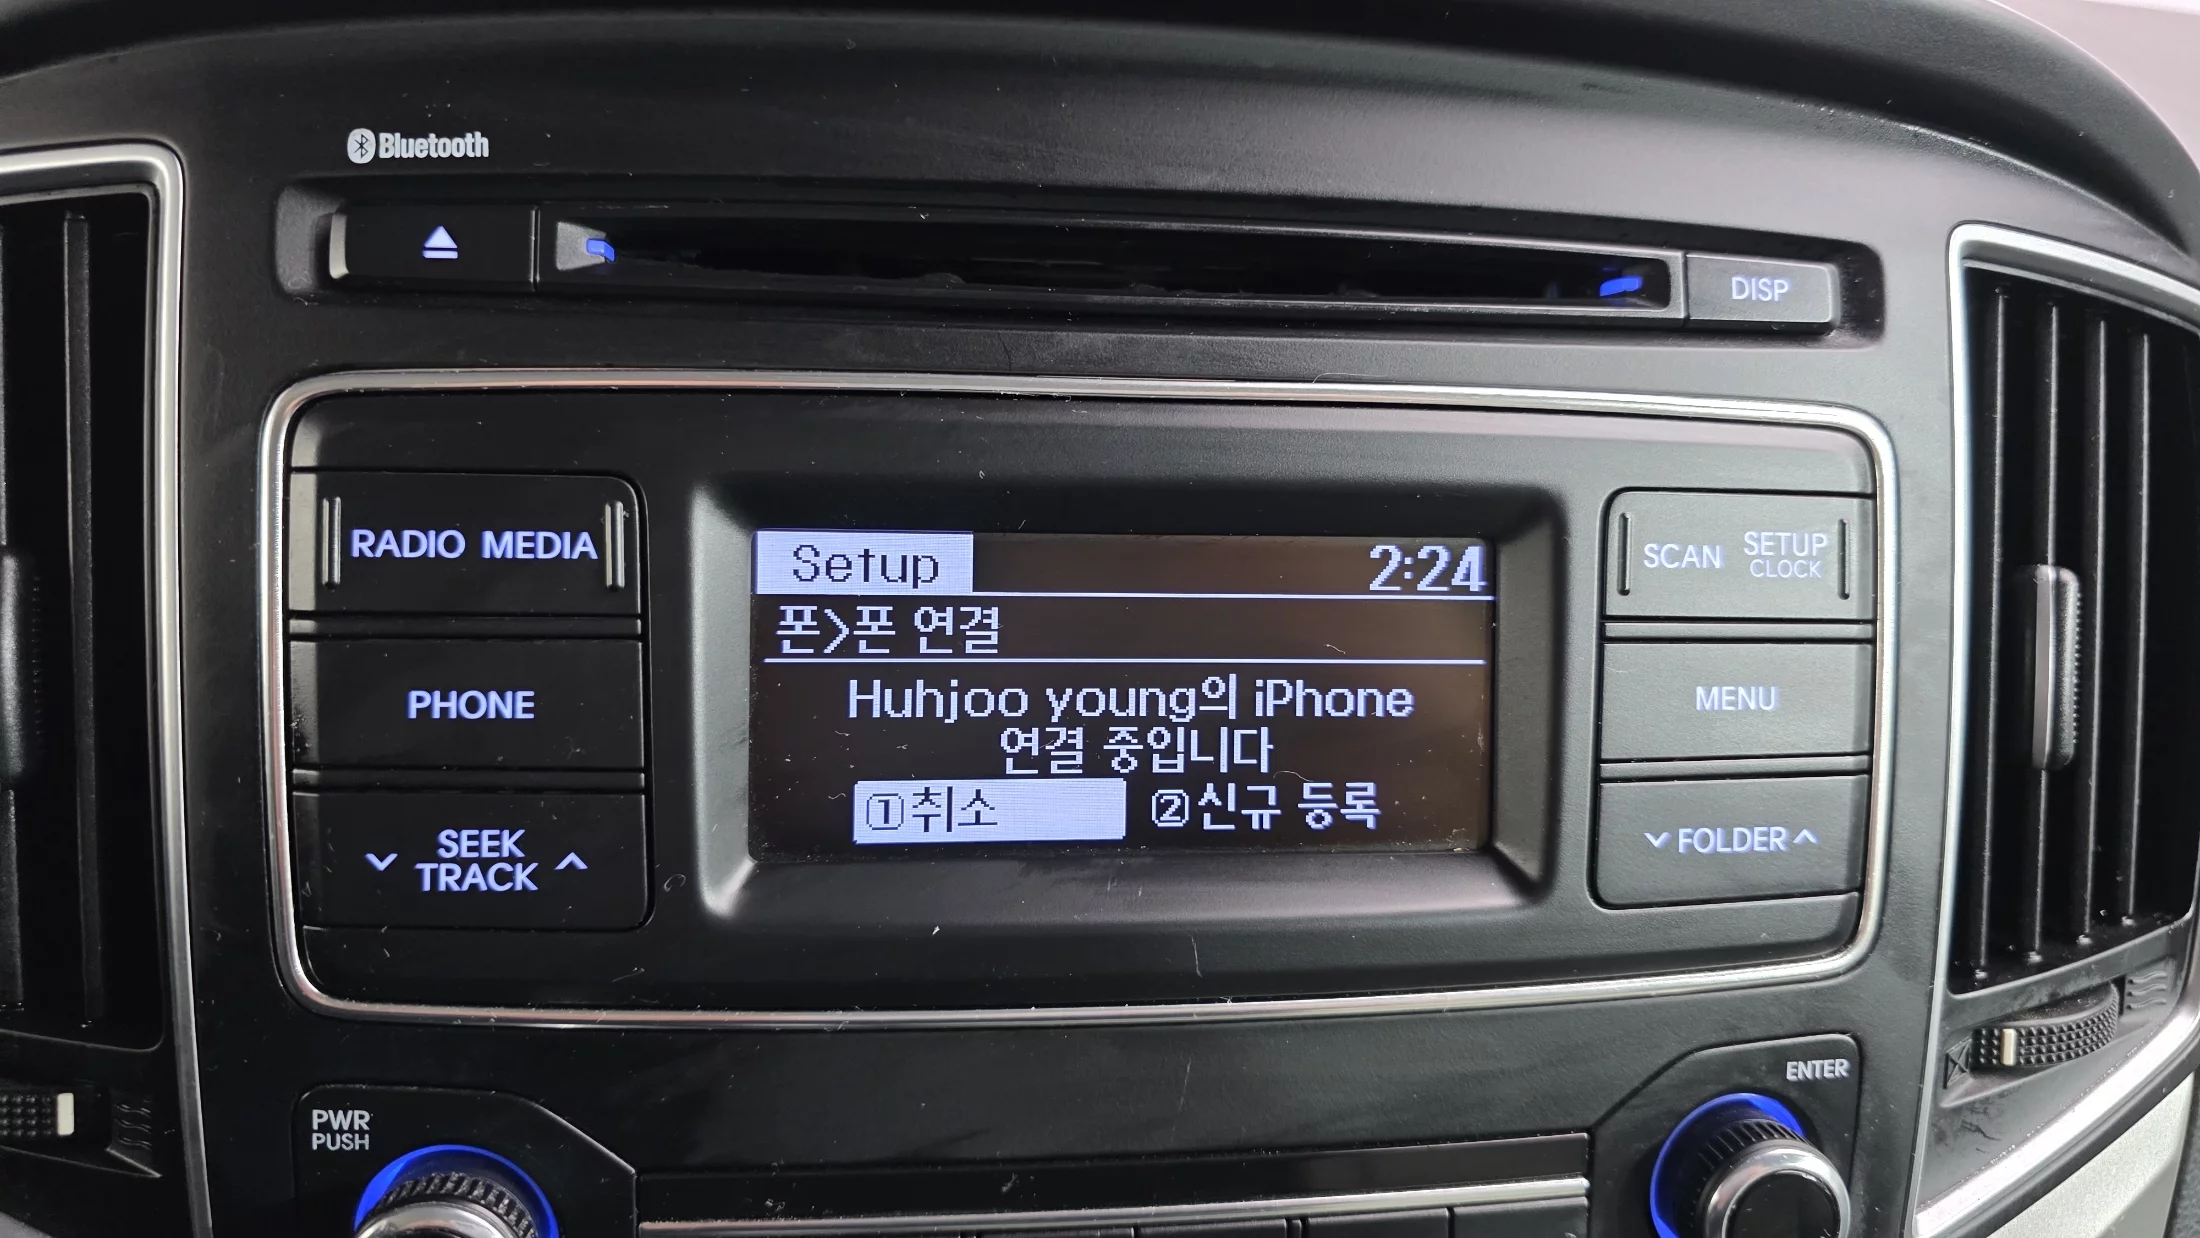 Bluetooth
DISP
RADIO MEDIA
PHONE
SEEK
TRACK
Setup 2:24
폰>폰 연결
Huhjoo young의 iPhone
연결 중입니다
①취소 ②신규 등록
SCAN SETUP
CLOCK
MENU
FOLDER
PWR
PUSH
ENTER